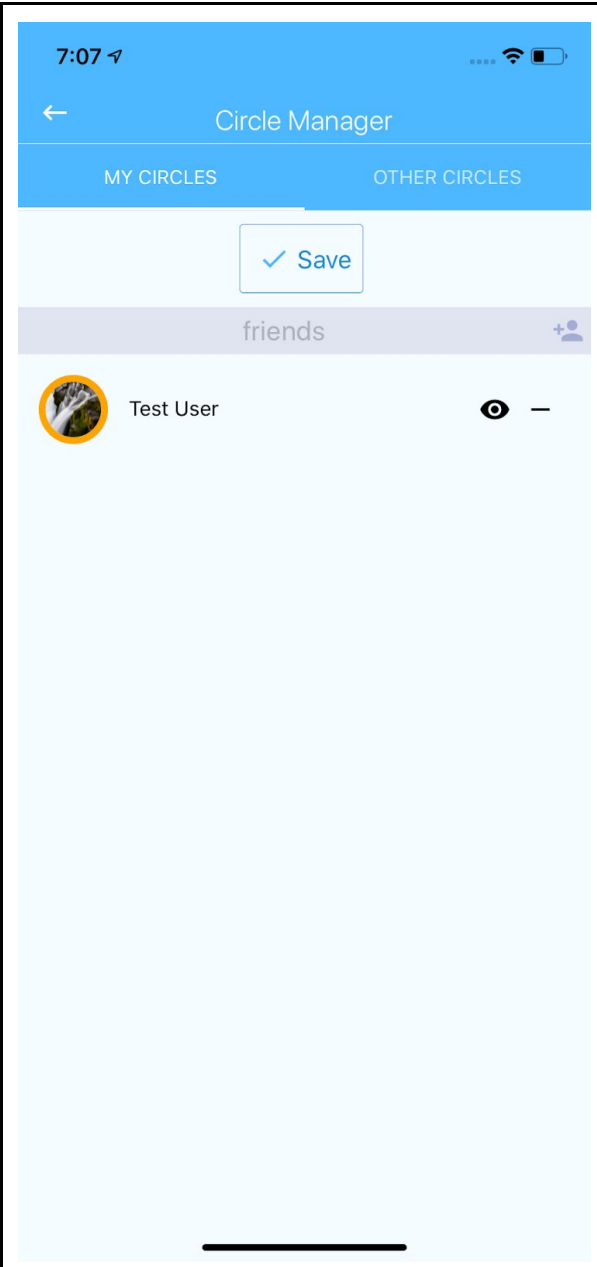 7:07
Circle Manager
MY CIRCLES OTHER CIRCLES
Save
friends
Test User